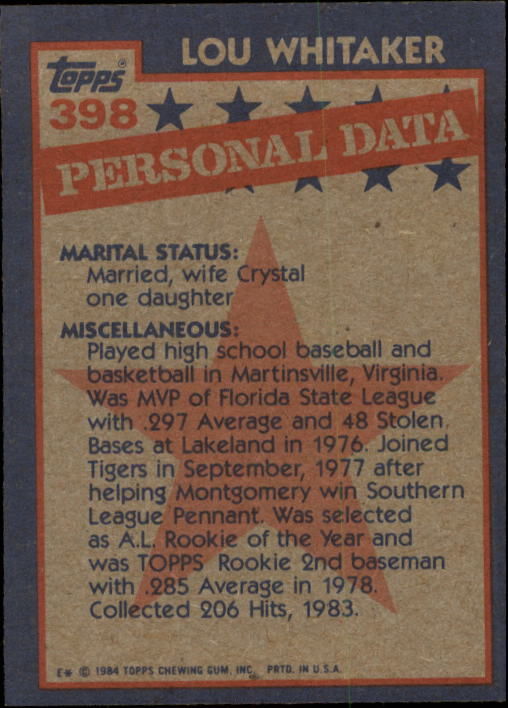 LOU WHITAKER
TOPPS®
398
PERSONAL DATA
MARITAL STATUS:
Married, wife Crystal
one daughter
MISCELLANEOUS:
Played high school baseball and
basketball in Martinsville, Virginia.
Was MVP of Florida State League
with .297 Average and 48 Stolen
Bases at Lakeland in 1976. Joined
Tigers in September, 1977 after
helping Montgomery win Southern
League Pennant. Was selected
as A.L. Rookie of the Year and
was TOPPS Rookie 2nd baseman
with .285 Average in 1978.
Collected 206 Hits, 1983.
E* © 1984 TOPPS CHEWING GUM, INC. PRTD. IN U.S.A.